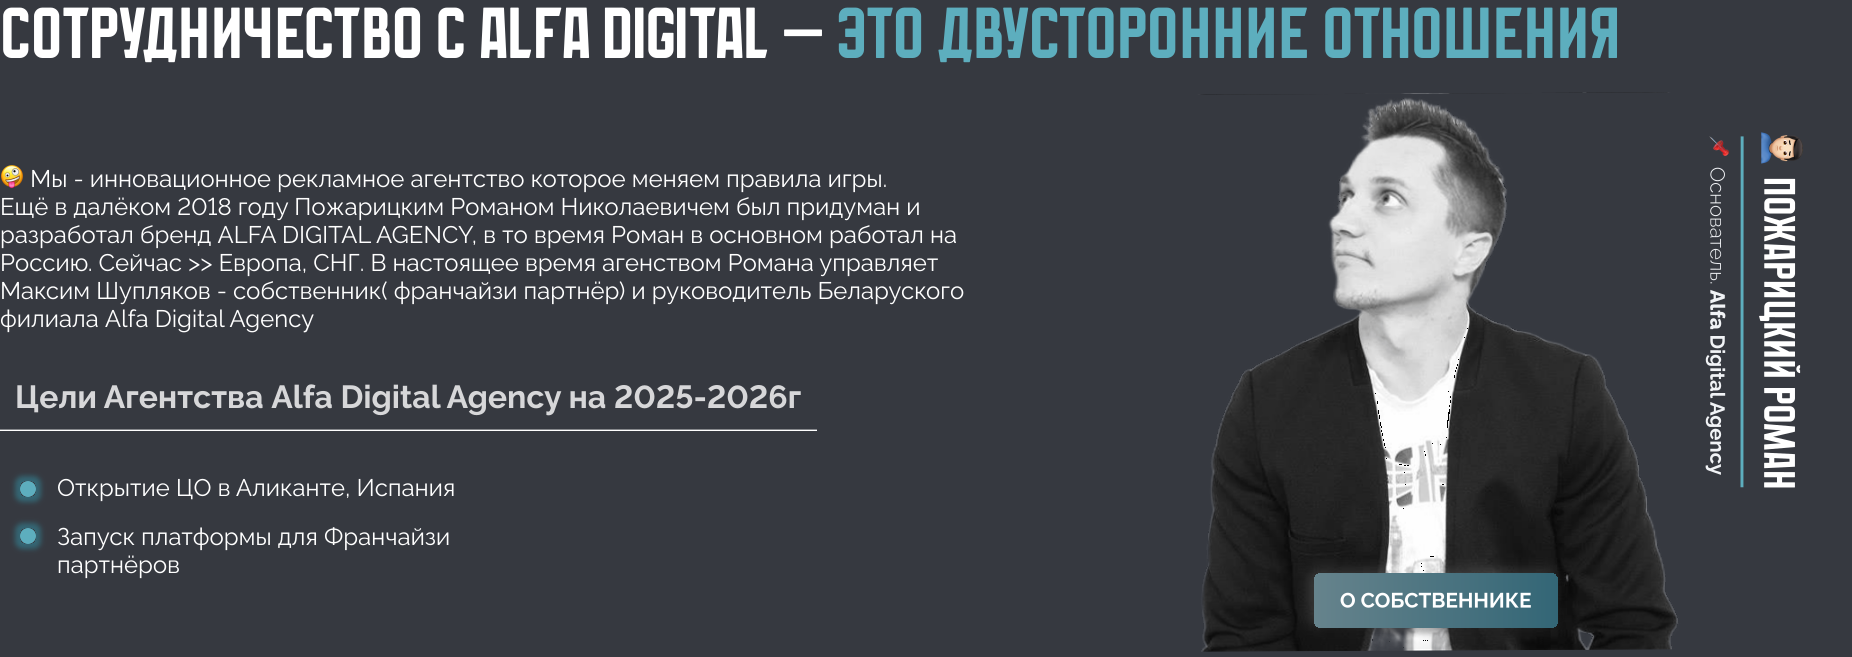 СОТРУДНИЧЕСТВО С ALFA DIGITAL — ЭТО ДВУСТОРОННИЕ ОТНОШЕНИЯ
🤪 Мы - инновационное рекламное агентство которое меняем правила игры.
Ещё в далёком 2018 году Пожарицким Романом Николаевичем был придуман и
разработал бренд ALFA DIGITAL AGENCY, в то время Роман в основном работал на
Россию. Сейчас >> Европа, СНГ. В настоящее время агенством Романа управляет
Максим Шупляков - собственник( франчайзи партнёр) и руководитель Беларуского
филиала Alfa Digital Agency
Цели Агентства Alfa Digital Agency на 2025-2026г
Открытие ЦО в Аликанте, Испания
Запуск платформы для Франчайзи
партнёров
О СОБСТВЕННИКЕ
ПОЖАРИЦКИЙ РОМАН
Основатель. Alfa Digital Agency